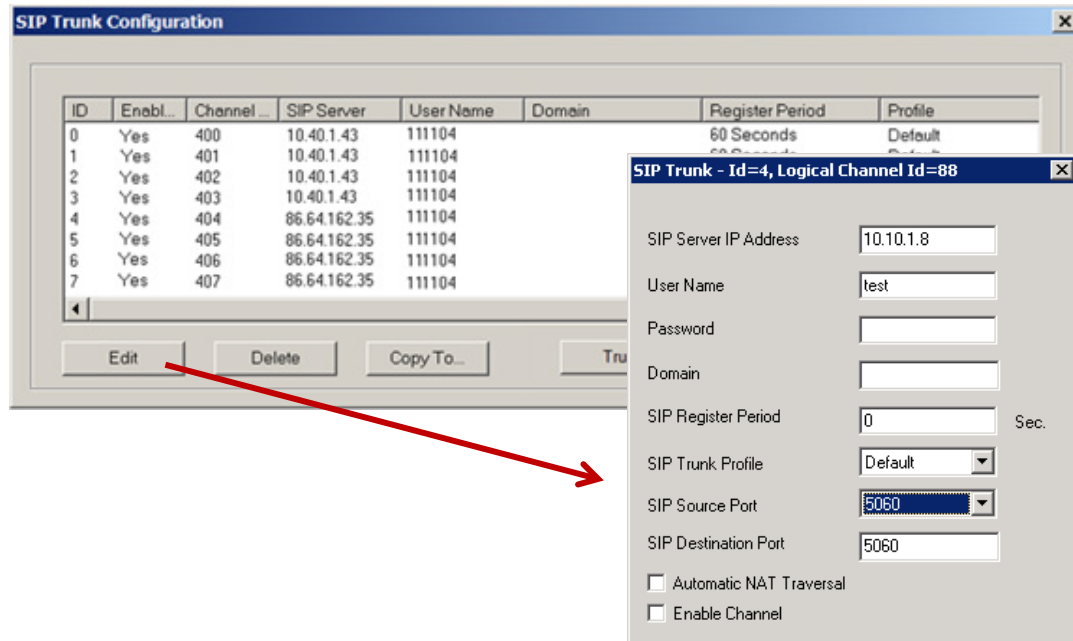 SIP Trunk Configuration
ID Enabl... Channel ... SIP Server User Name Domain Register Period Profile
0 Yes 400 10.40.1.43 111104 60 Seconds Default
1 Yes 401 10.40.1.43 111104
2 Yes 402 10.40.1.43 111104
3 Yes 403 10.40.1.43 111104
4 Yes 404 86.64.162.35 111104
5 Yes 405 86.64.162.35 111104
6 Yes 406 86.64.162.35 111104
7 Yes 407 86.64.162.35 111104
Edit Delete Copy To...
SIP Trunk - Id=4, Logical Channel Id=88
SIP Server IP Address 10.10.1.8
User Name test
Password
Domain
SIP Register Period 0 Sec.
SIP Trunk Profile Default
SIP Source Port 5060
SIP Destination Port 5060
Automatic NAT Traversal
Enable Channel